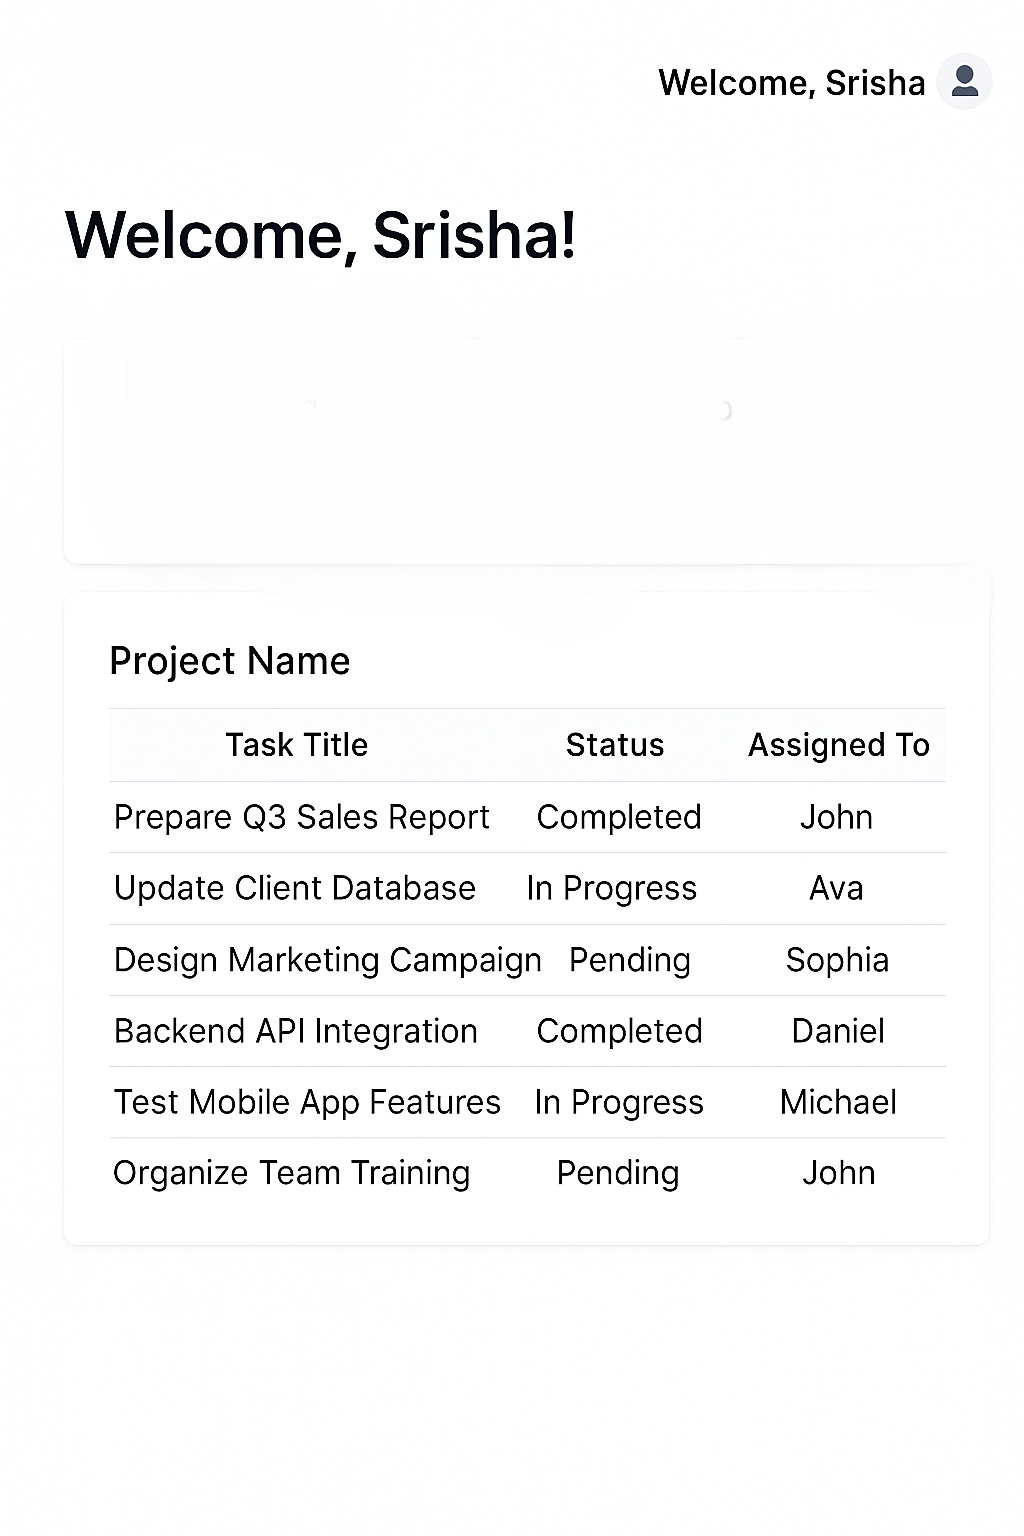 Welcome, Srisha
Welcome, Srisha!
Project Name
Task Title Status Assigned To
Prepare Q3 Sales Report Completed John
Update Client Database In Progress Ava
Design Marketing Campaign Pending Sophia
Backend API Integration Completed Daniel
Test Mobile App Features In Progress Michael
Organize Team Training Pending John